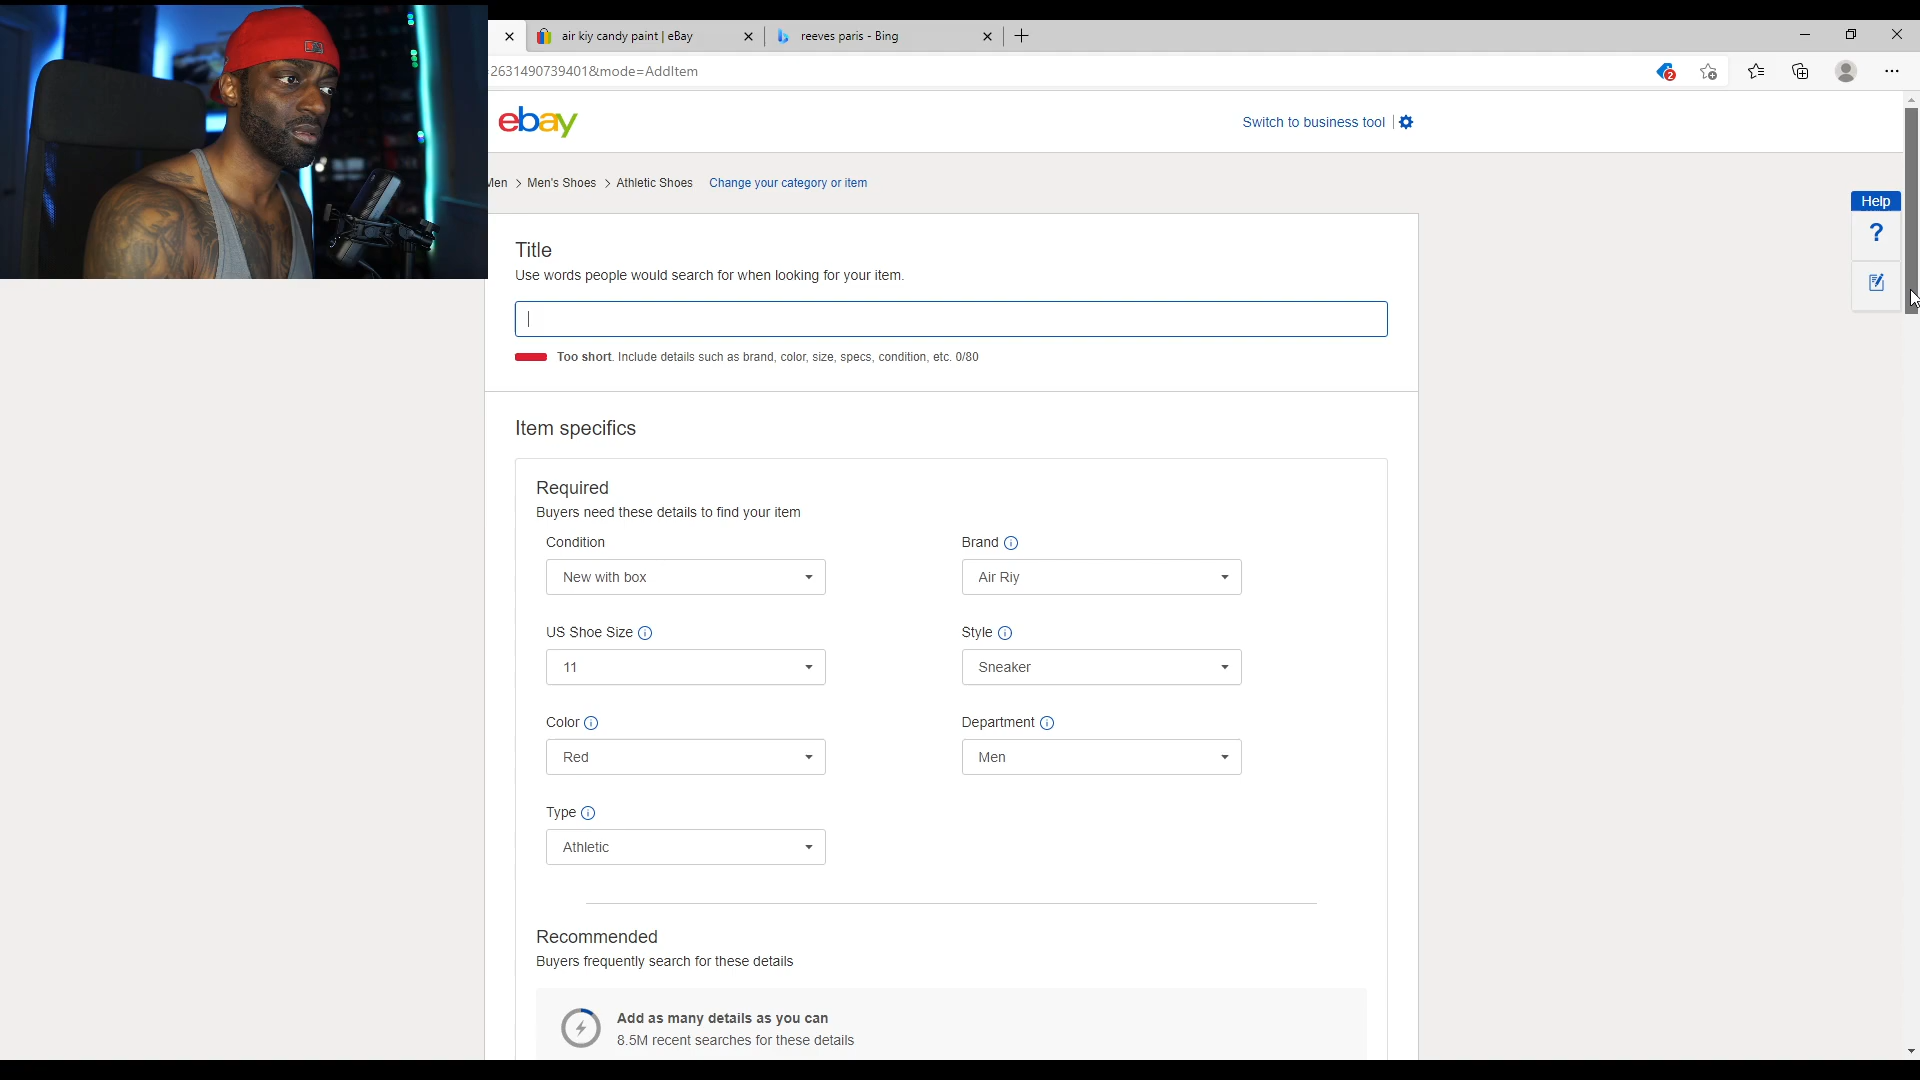 air kiy candy paint | eBay
reeves paris - Bing
2631490739401&mode=AddItem
2
ebay
Switch to business tool
Men > Men's Shoes > Athletic Shoes Change your category or item
Help
?
Title
Use words people would search for when looking for your item.
Too short. Include details such as brand, color, size, specs, condition, etc. 0/80
Item specifics
Required
Buyers need these details to find your item
Condition
Brand
New with box
Air Riy
US Shoe Size
Style
11
Sneaker
Color
Department
Red
Men
Type
Athletic
Recommended
Buyers frequently search for these details
Add as many details as you can
8.5M recent searches for these details